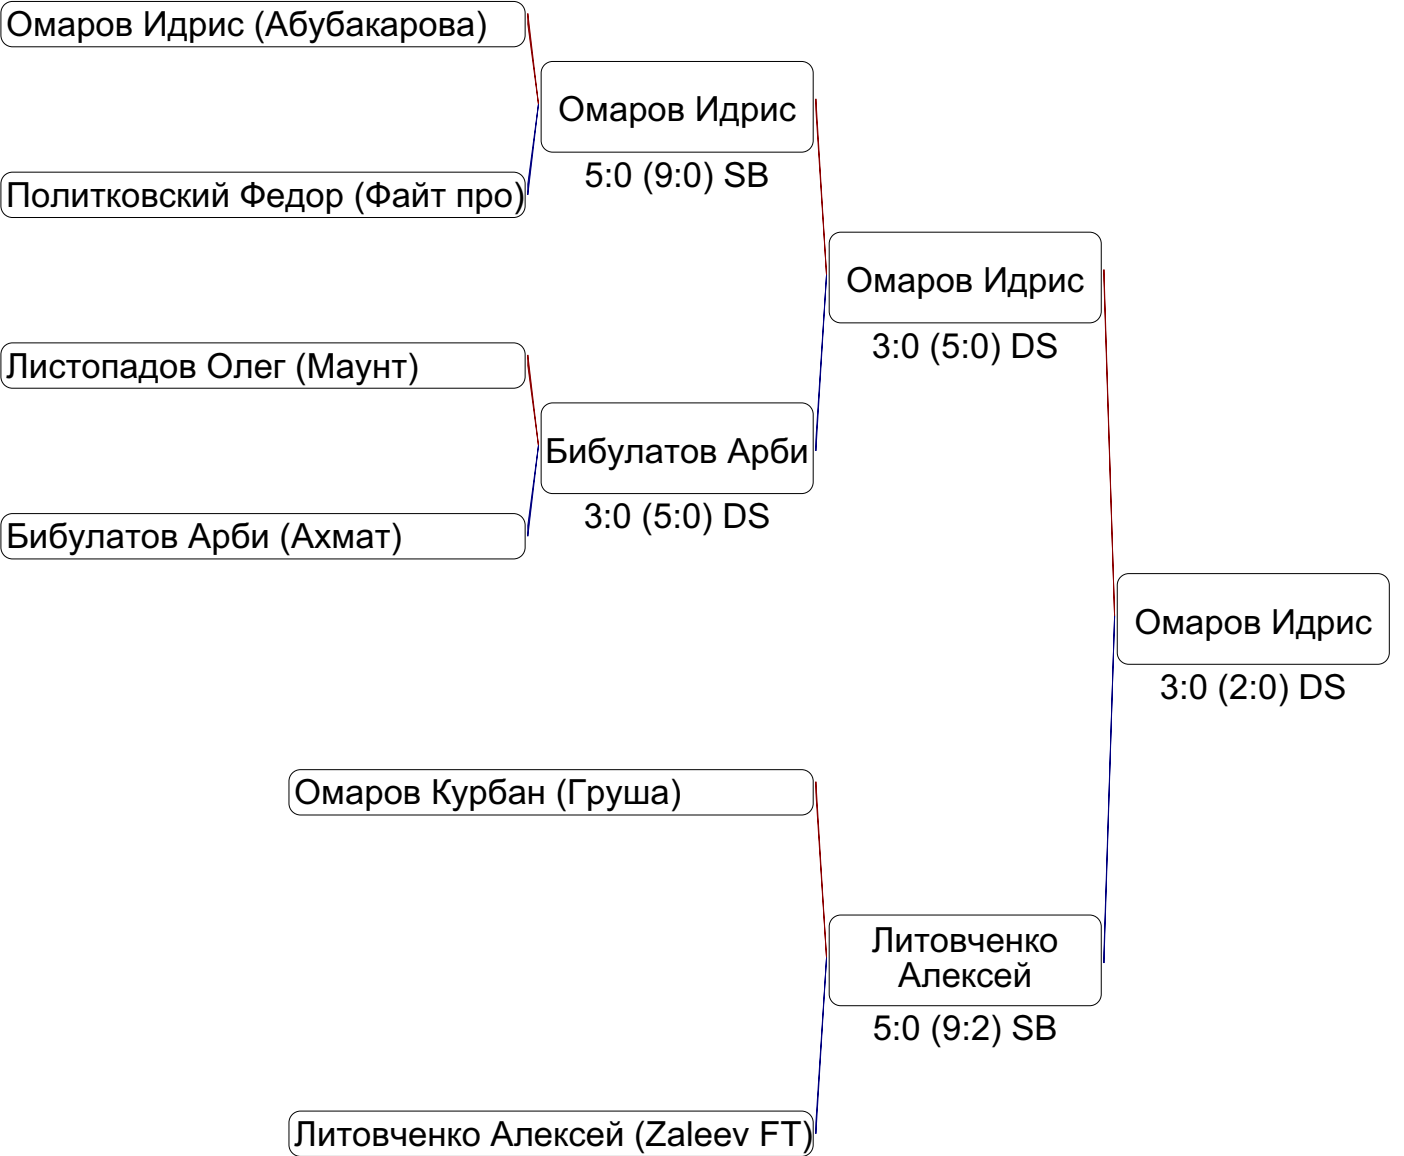 Омаров Идрис (Абубакарова)
Омаров Идрис
5:0 (9:0) SB
Политковский Федор (Файт про)
Омаров Идрис
3:0 (5:0) DS
Листопадов Олег (Маунт)
Бибулатов Арби
3:0 (5:0) DS
Бибулатов Арби (Ахмат)
Омаров Идрис
3:0 (2:0) DS
Омаров Курбан (Груша)
Литовченко
Алексей
5:0 (9:2) SB
Литовченко Алексей (Zaleev FT)